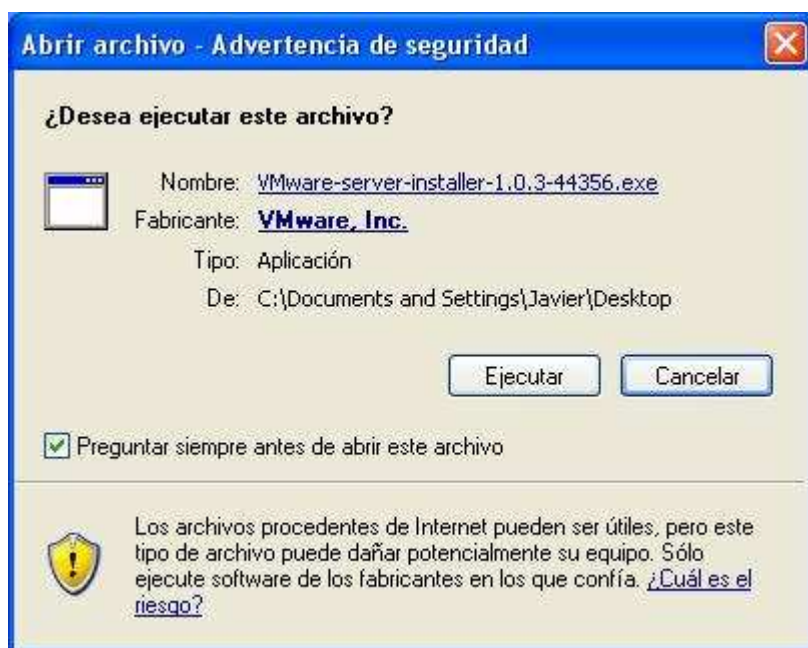 Abrir archivo - Advertencia de seguridad
¿Desea ejecutar este archivo?
Nombre: VMware-server-installer-1.0.3-44356.exe
Fabricante: VMware, Inc.
Tipo: Aplicación
De: C:\Documents and Settings\Javier\Desktop
Ejecutar Cancelar
Preguntar siempre antes de abrir este archivo
Los archivos procedentes de Internet pueden ser útiles, pero este
tipo de archivo puede dañar potencialmente su equipo. Sólo
ejecute software de los fabricantes en los que confía. ¿Cuál es el
riesgo?